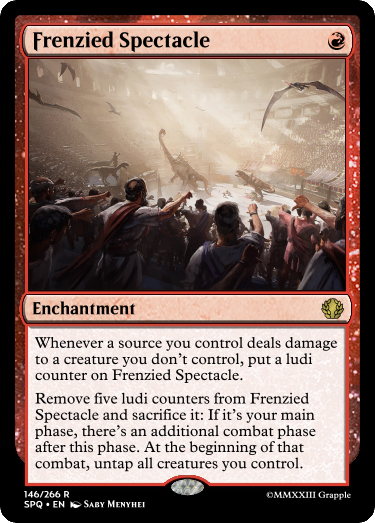 Frenzied Spectacle
Enchantment
Whenever a source you control deals damage
to a creature you don't control, put a ludi
counter on Frenzied Spectacle.
Remove five ludi counters from Frenzied
Spectacle and sacrifice it: If it's your main
phase, there's an additional combat phase
after this phase. At the beginning of that
combat, untap all creatures you control.
146/266 R
SPQ • EN Saby Menyhei
©MMXXIII Grapple